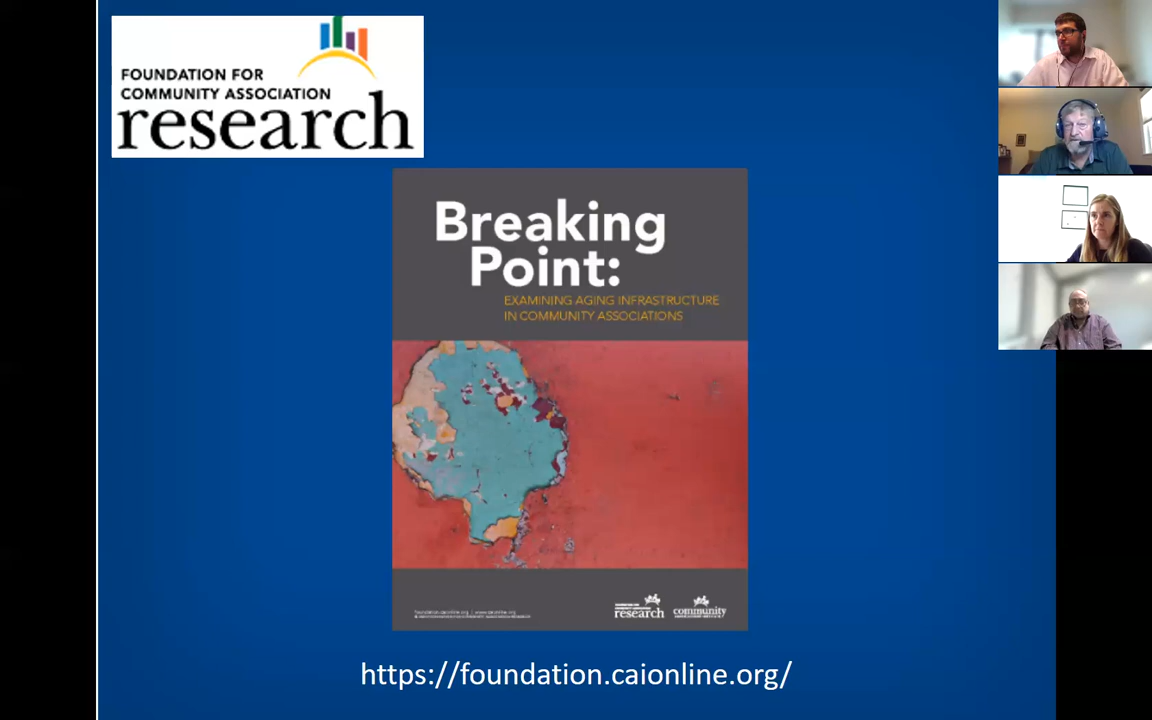 FOUNDATION FOR
COMMUNITY ASSOCIATION
research
Breaking
Point:
EXAMINING AGING INFRASTRUCTURE
IN COMMUNITY ASSOCIATIONS
research
community
https://foundation.caionline.org/